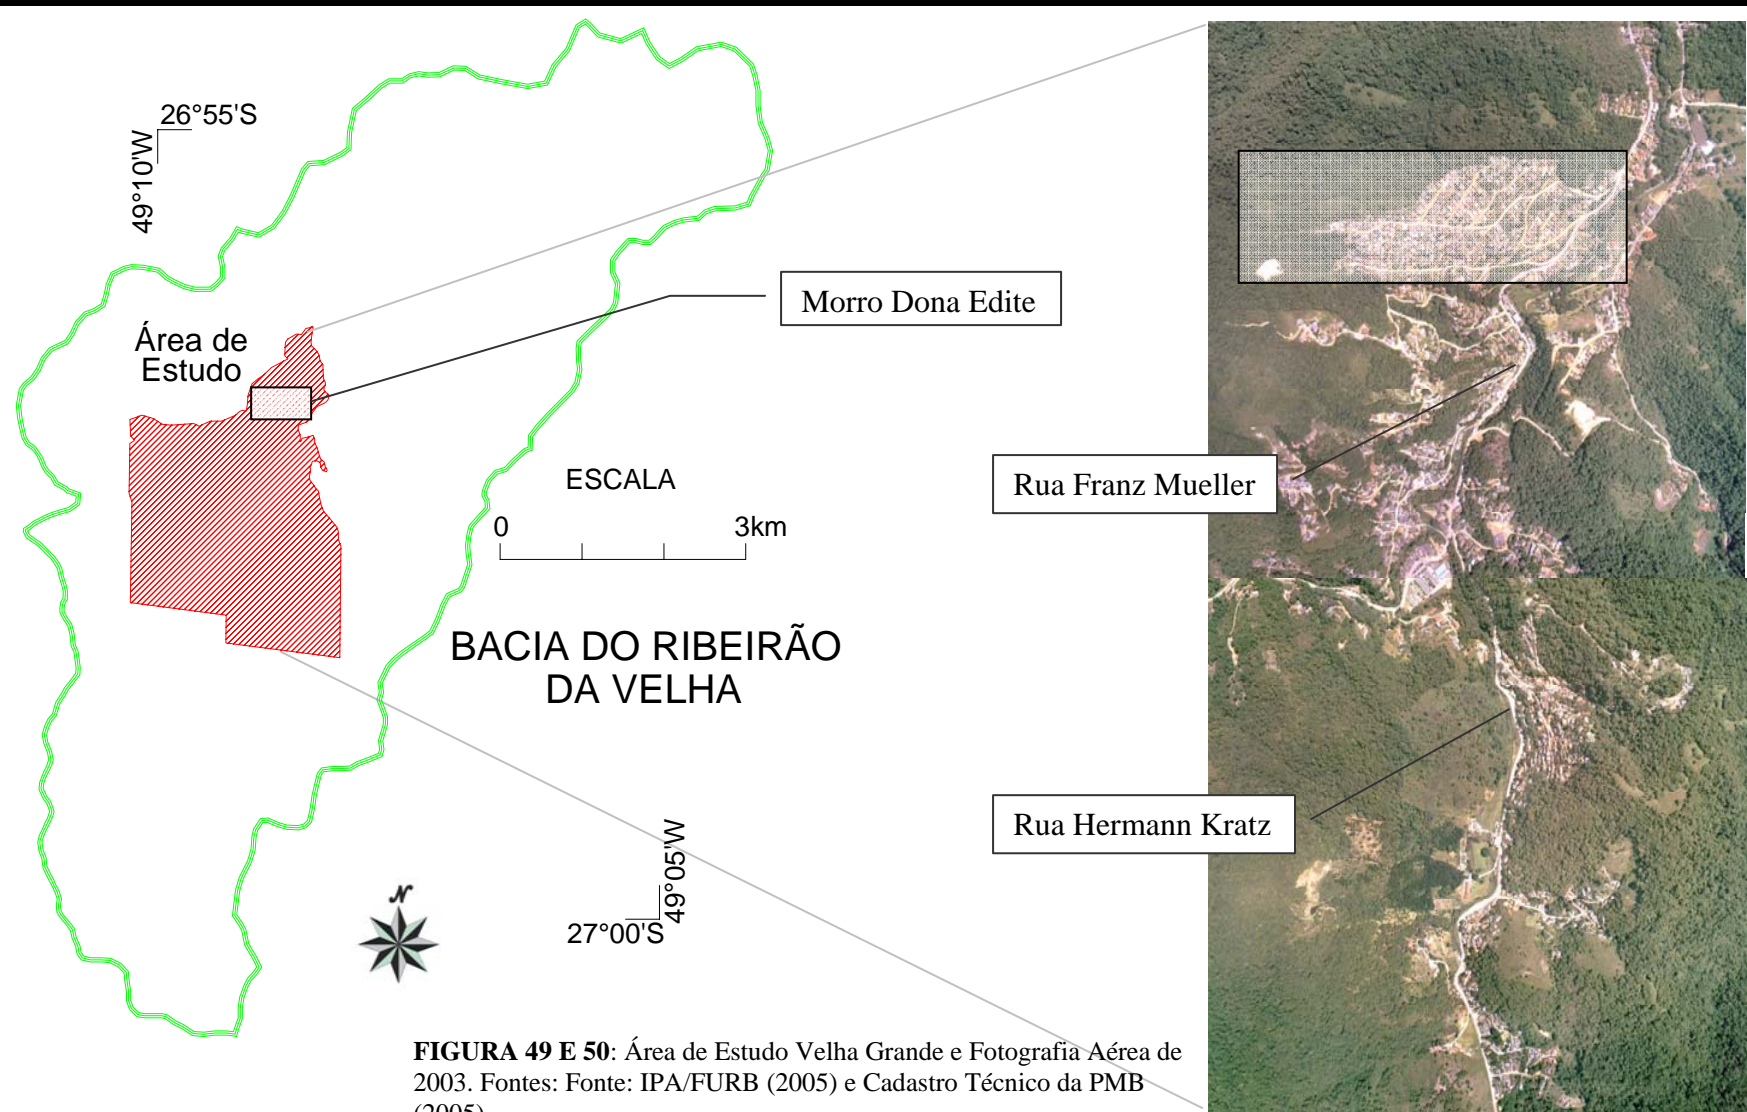 26°55'S
49°10'W
Morro Dona Edite
Área de
Estudo
Rua Franz Mueller
ESCALA
0 3km
BACIA DO RIBEIRÃO
DA VELHA
Rua Hermann Kratz
49°05'W
N
27°00'S
FIGURA 49 E 50: Área de Estudo Velha Grande e Fotografia Aérea de
2003. Fontes: Fonte: IPA/FURB (2005) e Cadastro Técnico da PMB
(2005)